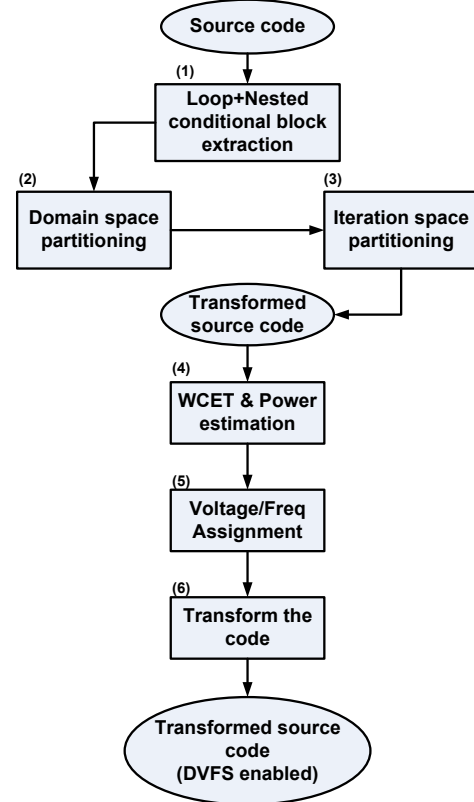 Source code
(1)
Loop+Nested
conditional block
extraction
(2)
Domain space
partitioning
(3)
Iteration space
partitioning
Transformed
source code
(4)
WCET & Power
estimation
(5)
Voltage/Freq
Assignment
(6)
Transform the
code
Transformed source
code
(DVFS enabled)